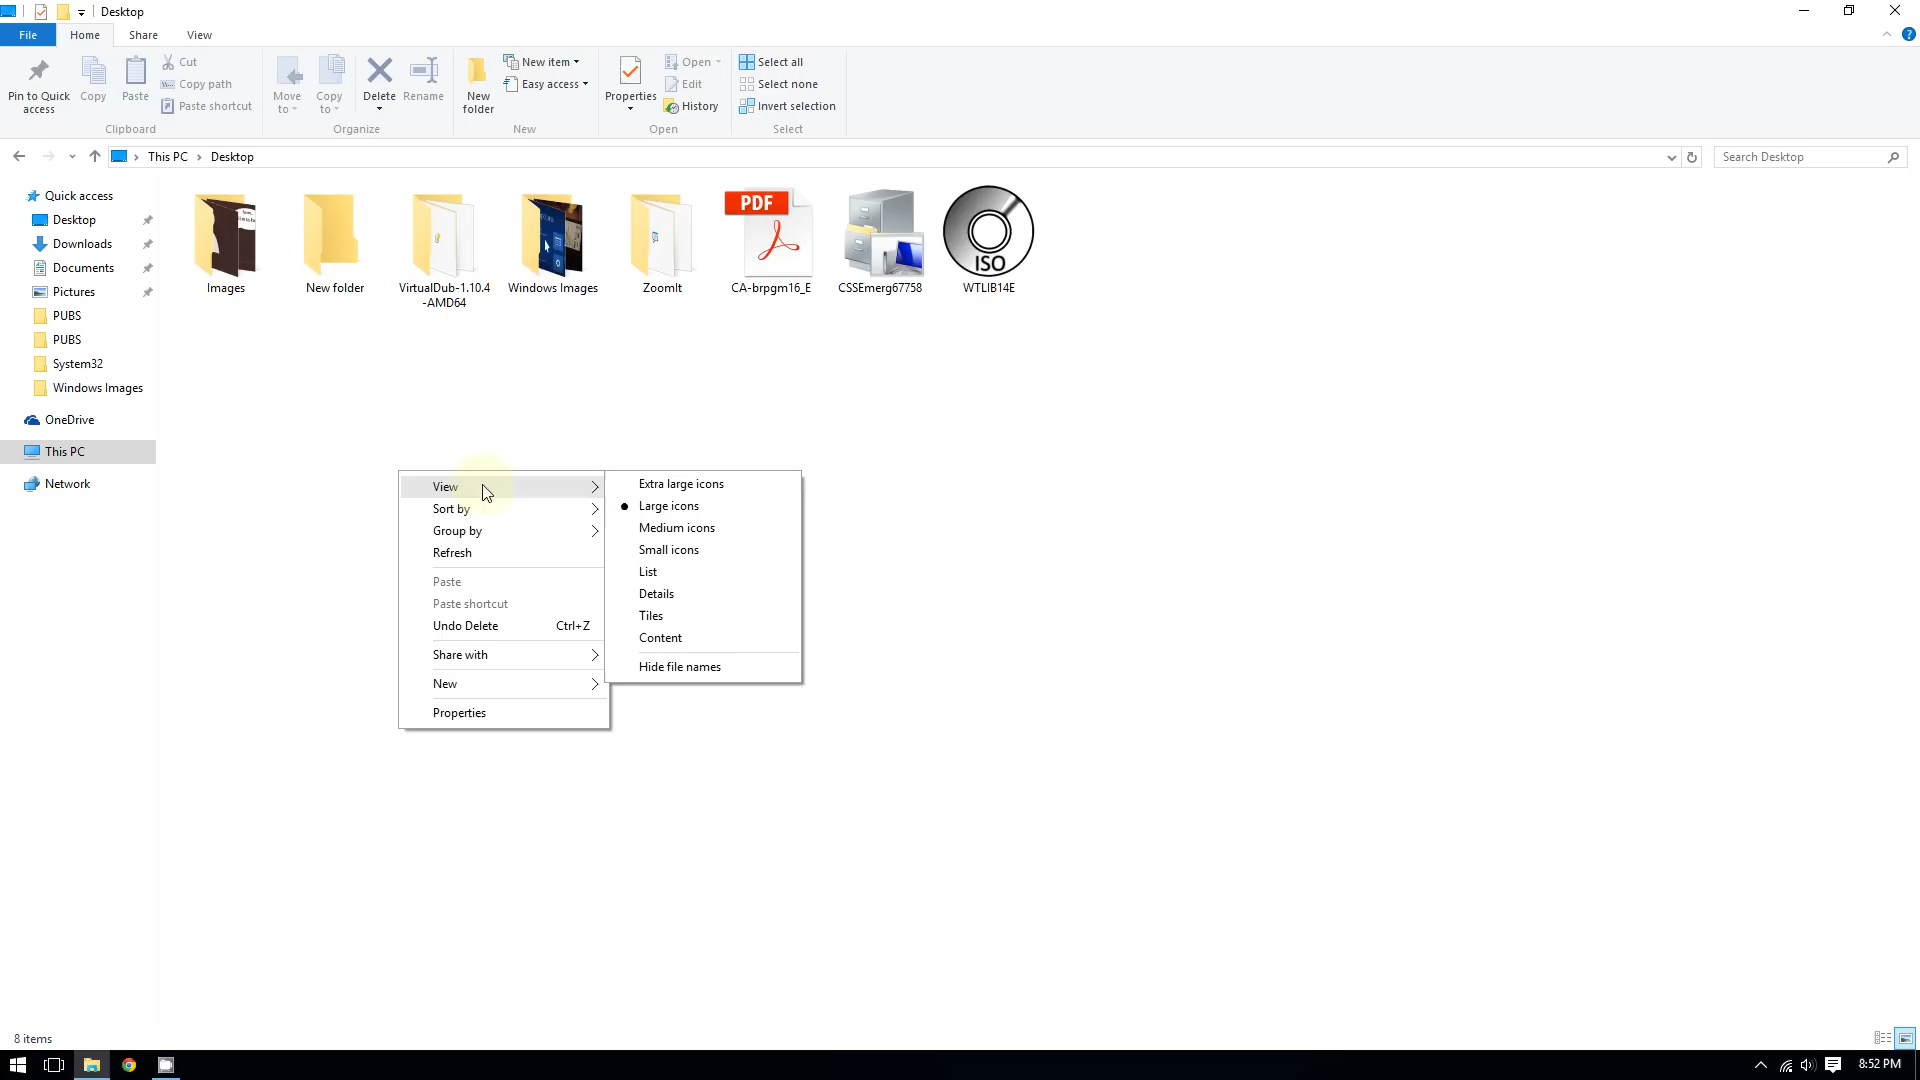 Desktop
File Home Share View
Pin to Quick access
Copy
Paste
Cut
Copy path
Paste shortcut
Clipboard
Move to
Copy to
Delete
Rename
Organize
New folder
New item
Easy access
New
Properties
Open
Edit
History
Open
Select all
Select none
Invert selection
Select
This PC > Desktop
Search Desktop
Quick access
Desktop
Downloads
Documents
Pictures
PUBS
PUBS
System32
Windows Images
OneDrive
This PC
Network
PDF
ISO
Images
New folder
VirtualDub-1.10.4
-AMD64
Windows Images
ZoomIt
CA-brpgm16_E
CSSEmerg67758
WTLIB14E
View
Sort by
Group by
Refresh
Paste
Paste shortcut
Undo Delete Ctrl+Z
Share with
New
Properties
Extra large icons
Large icons
Medium icons
Small icons
List
Details
Tiles
Content
Hide file names
8 items
8:52 PM